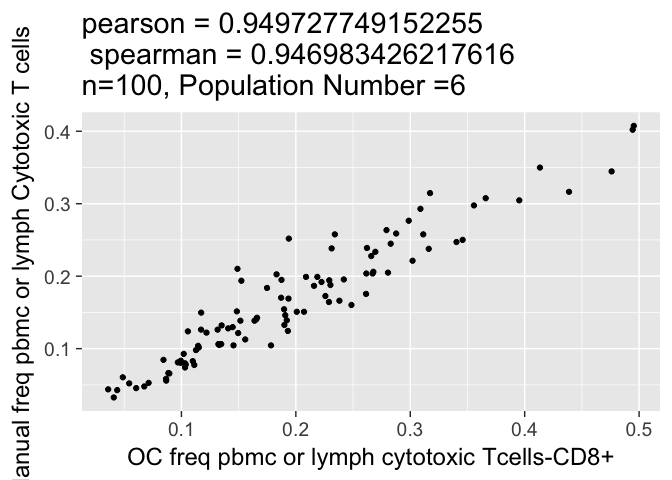 pearson = 0.949727749152255
spearman = 0.946983426217616
n=100, Population Number =6
anual freq pbmc or lymph Cytotoxic T cells
0.4
0.3
0.2
0.1
0.1 0.2 0.3 0.4 0.5
OC freq pbmc or lymph cytotoxic Tcells-CD8+